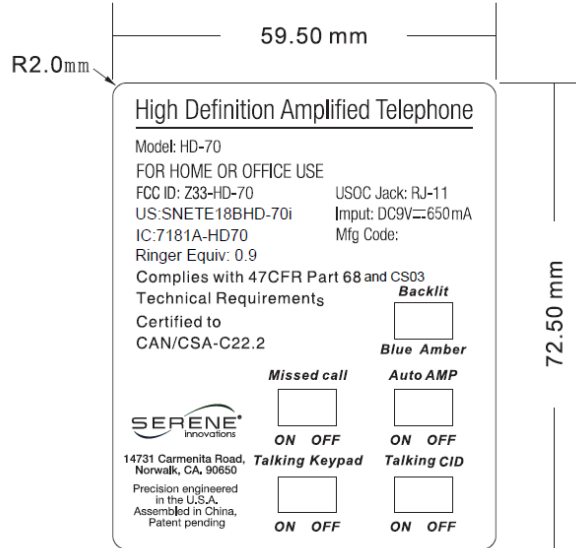 59.50 mm
R2.0mm
High Definition Amplified Telephone
Model: HD-70
FOR HOME OR OFFICE USE
FCC ID: Z33-HD-70 USOC Jack: RJ-11
US:SNETE18BHD-70i Imput: DC9V⎓650mA
IC:7181A-HD70 Mfg Code:
Ringer Equiv: 0.9
Complies with 47CFR Part 68 and CS03
Technical Requirements
Backlit
Certified to
CAN/CSA-C22.2
Blue Amber
72.50 mm
Missed call Auto AMP
SERENE
innovations
ON OFF ON OFF
14731 Carmenita Road,
Norwalk, CA. 90650
Talking Keypad Talking CID
Precision engineered
in the U.S.A.
Assembled in China,
Patent pending
ON OFF ON OFF